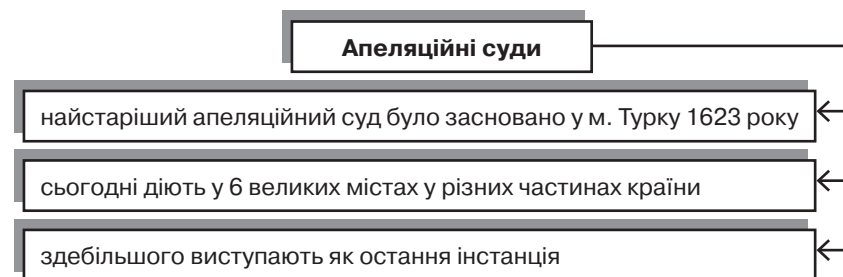 Апеляційні суди
найстаріший апеляційний суд було засновано у м. Турку 1623 року
сьогодні діють у 6 великих містах у різних частинах країни
здебільшого виступають як остання інстанція